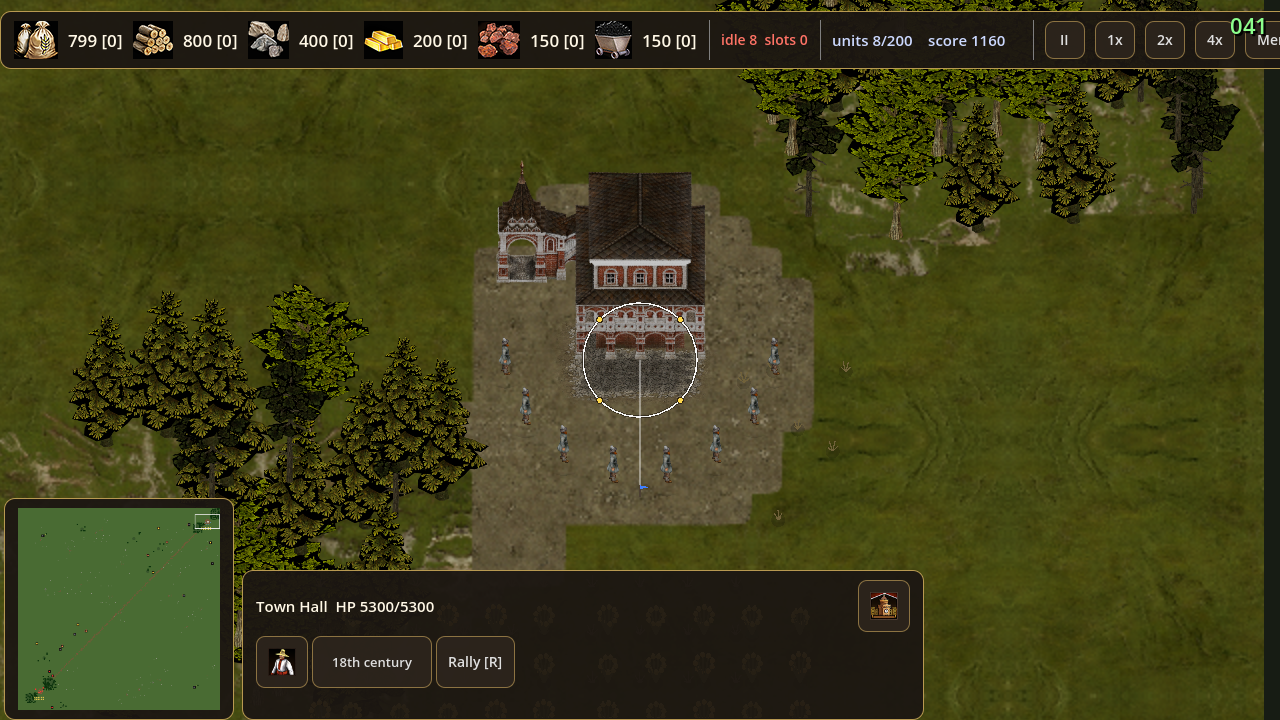 799 [0] 800 [0] 400 [0] 200 [0] 150 [0] 150 [0] idle 8 slots 0 units 8/200 score 1160 II 1x 2x 4x
041
Town Hall HP 5300/5300
18th century Rally [R]